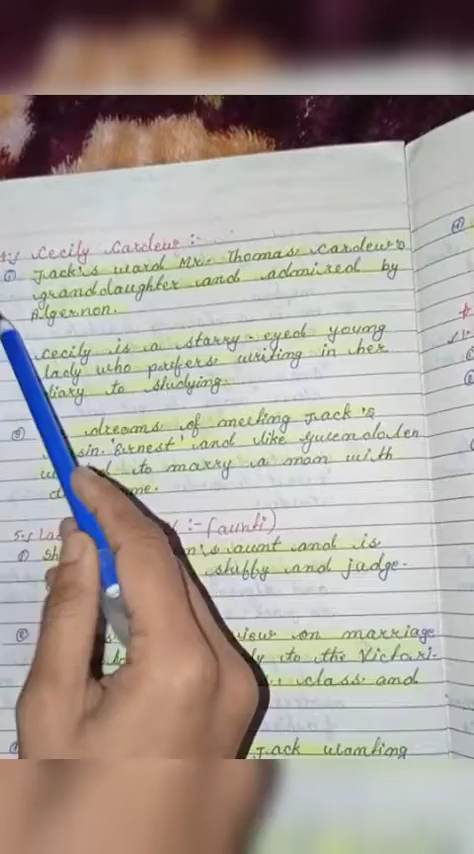 Cecily Cardew :-
① Jack's ward Mr. Thomas Cardew's
granddaughter and admired by
Algernon.
cecily is a starry-eyed young
lady who prefers writing in her
diary to studying.
③ dreams of meeting Jack's
sin. 'Ernest' and like
to marry a man with
me.
5.) La :- (aunti)
① Sh n's aunt and is
stuffy and judge-
② view on marriage
ly to the Victori-
class and
Jack wanting